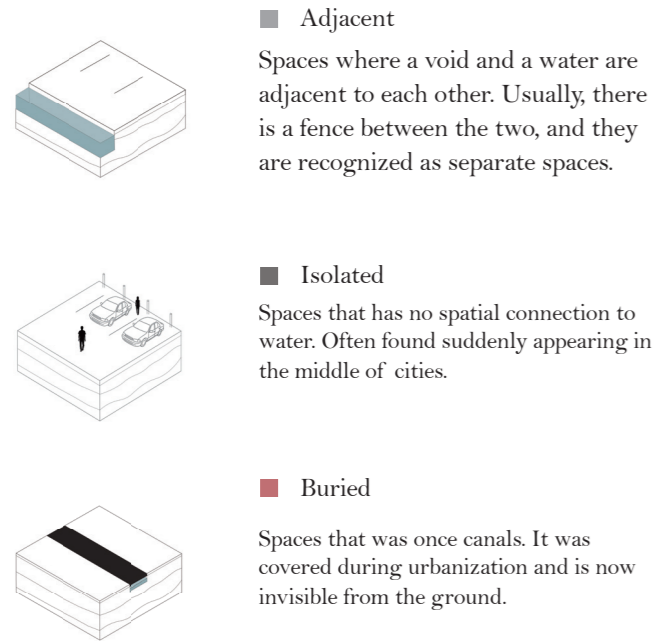 Adjacent
Spaces where a void and a water are
adjacent to each other. Usually, there
is a fence between the two, and they
are recognized as separate spaces.
Isolated
Spaces that has no spatial connection to
water. Often found suddenly appearing in
the middle of cities.
Buried
Spaces that was once canals. It was
covered during urbanization and is now
invisible from the ground.